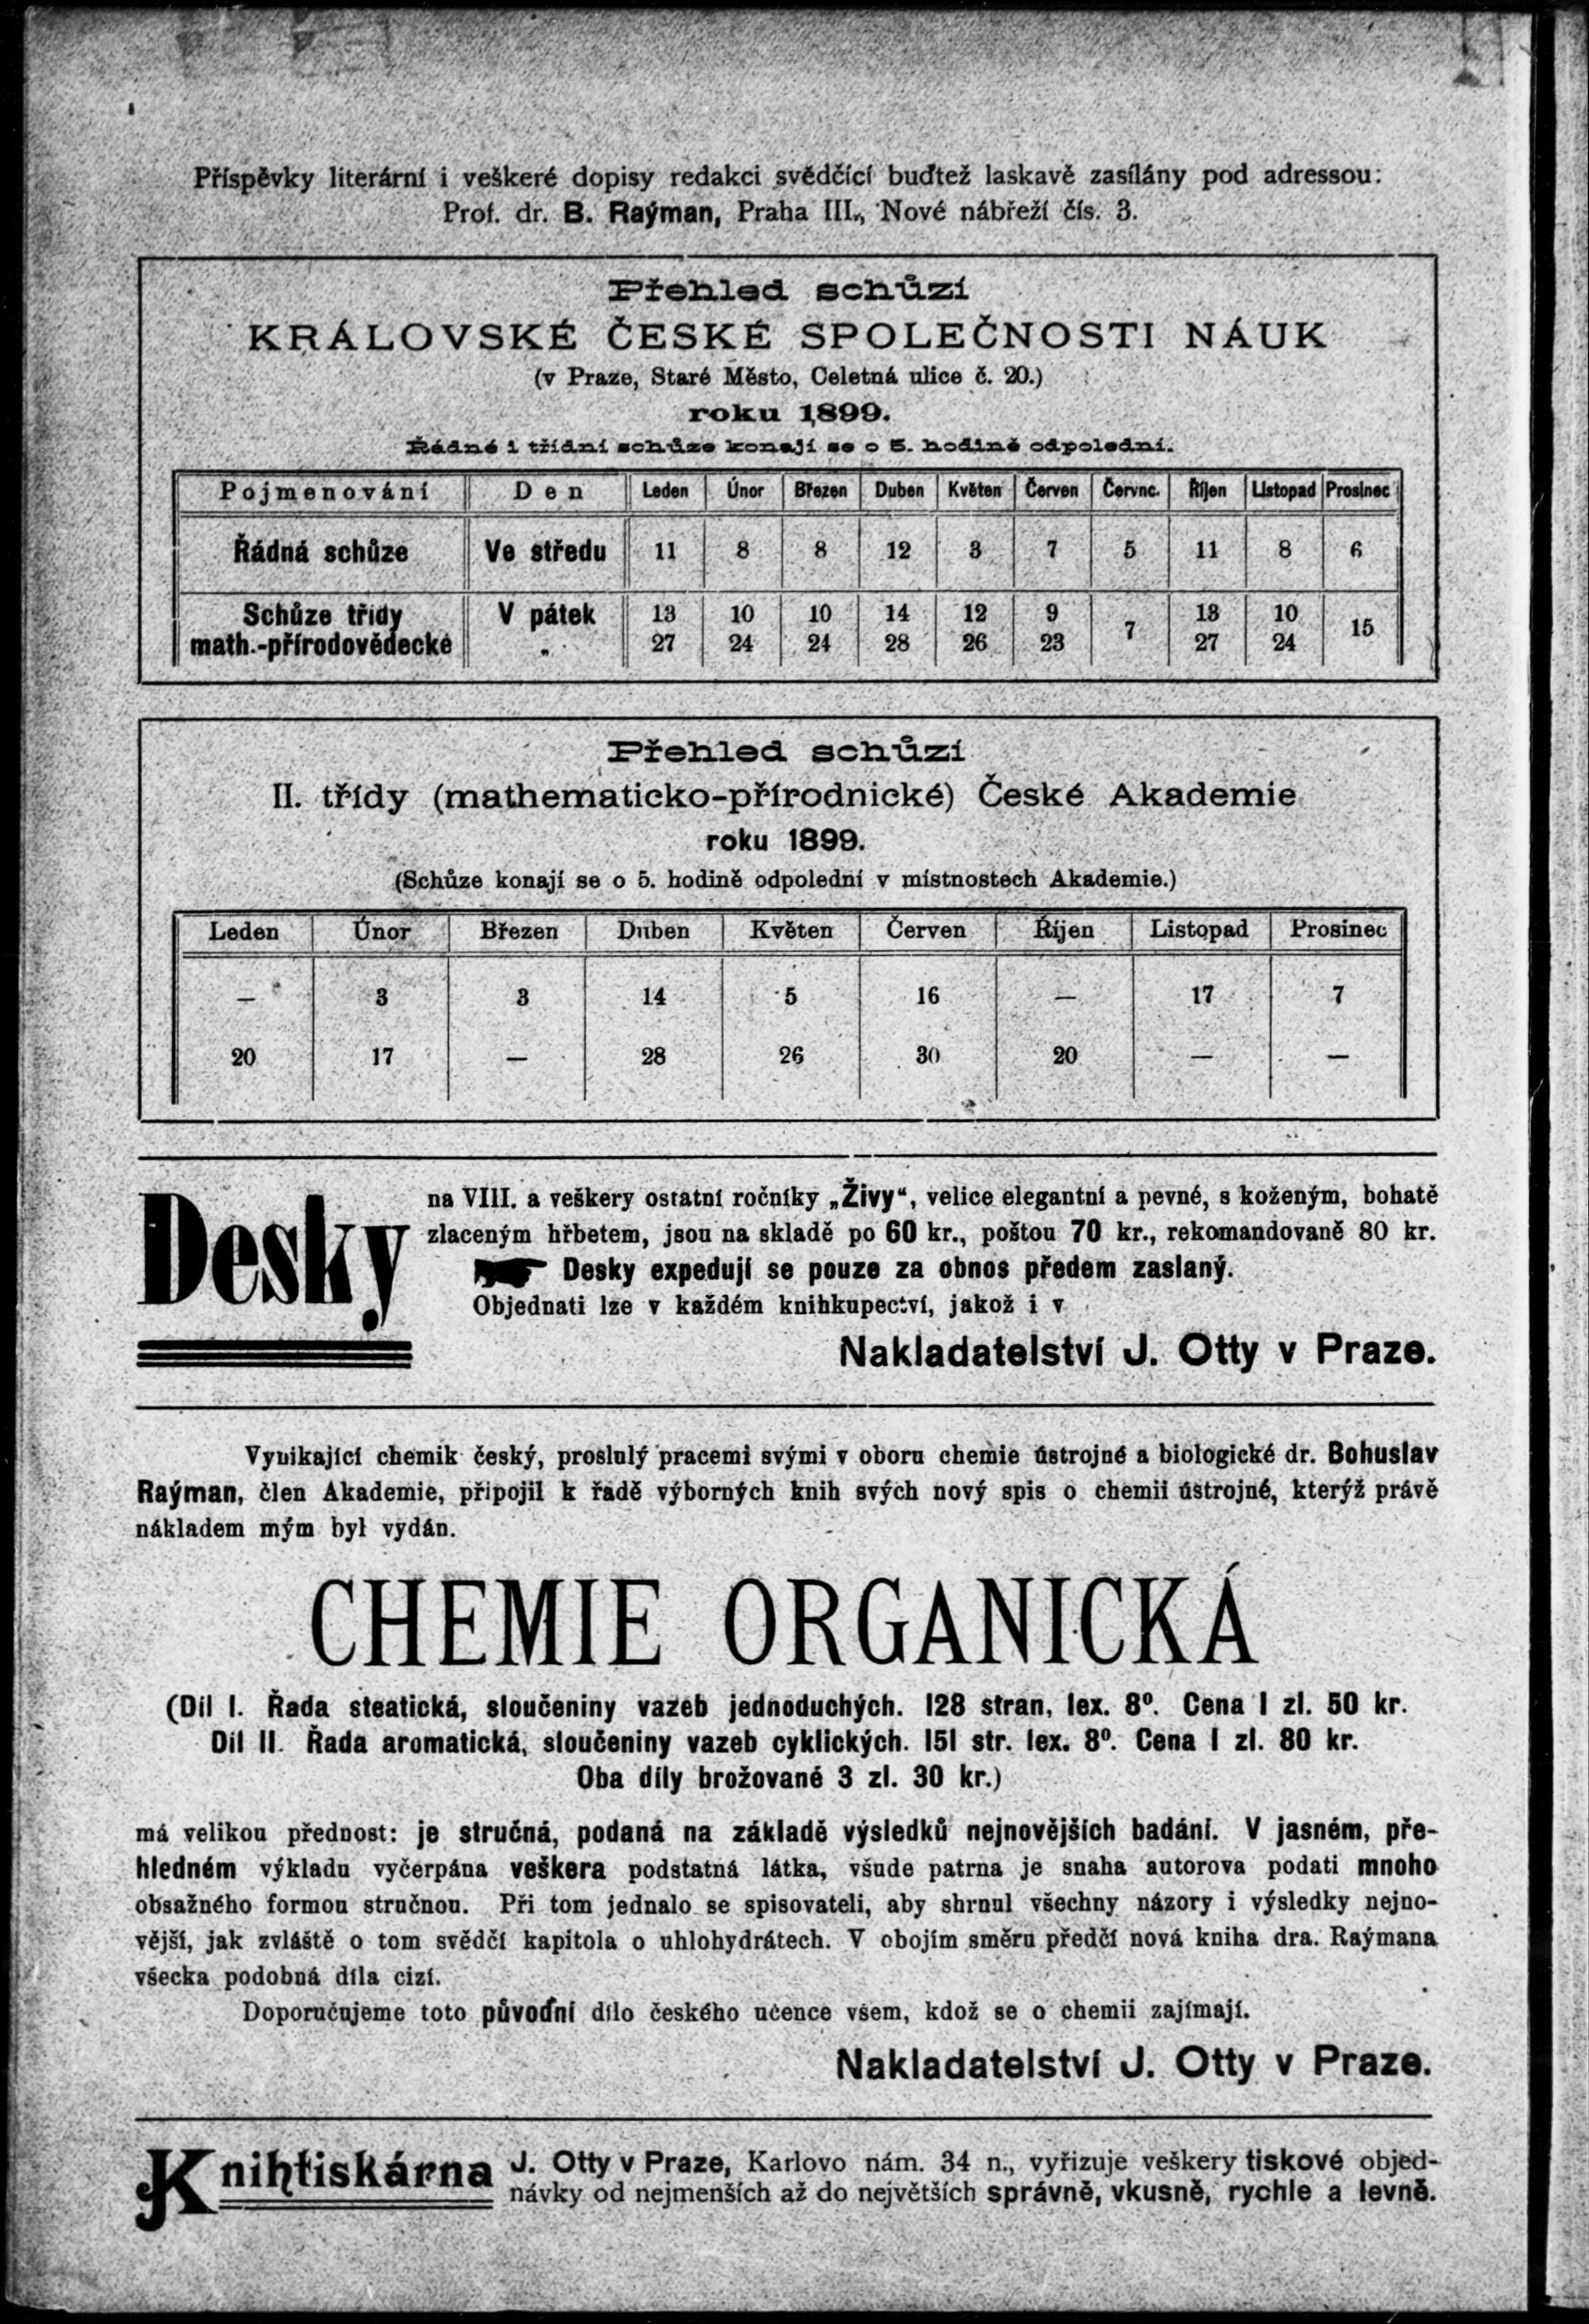 Příspěvky literární i veškeré dopisy redakci svědčící buďtež laskavě zasílány pod adressou:
Prof. dr. B. Raýman, Praha III., Nové nábřeží čís. 3.
Přehled schůzí
KRÁLOVSKÉ ČESKÉ SPOLEČNOSTI NÁUK
(v Praze, Staré Město, Celetná ulice č. 20.)
roku 1899.
Řádné i třídní schůze konají se o 5. hodině odpolední.
Pojmenování Den Leden Únor Březen Duben Květen Červen Červnc. Říjen Listopad Prosinec
Řádná schůze Ve středu 11 8 8 12 3 7 5 11 8 6
Schůze třídy V pátek 13 10 10 14 12 9 7 13 10 15
math.-přírodovědecké „ 27 24 24 28 26 23 27 24
Přehled schůzí
II. třídy (mathematicko-přírodnické) České Akademie
roku 1899.
(Schůze konají se o 5. hodině odpolední v místnostech Akademie.)
Leden Únor Březen Duben Květen Červen Říjen Listopad Prosinec
— 3 3 14 5 16 — 17 7
20 17 — 28 26 30 20 — —
Desky
na VIII. a veškery ostatní ročníky „Živy“, velice elegantní a pevné, s koženým, bohatě
zlaceným hřbetem, jsou na skladě po 60 kr., poštou 70 kr., rekomandovaně 80 kr.
Desky expedují se pouze za obnos předem zaslaný.
Objednati lze v každém knihkupectví, jakož i v
Nakladatelství J. Otty v Praze.
Vynikající chemik český, proslulý pracemi svými v oboru chemie ústrojné a biologické dr. Bohuslav
Raýman, člen Akademie, připojil k řadě výborných knih svých nový spis o chemii ústrojné, kterýž právě
nákladem mým byl vydán.
CHEMIE ORGANICKÁ
(Díl I. Řada steatická, sloučeniny vazeb jednoduchých. 128 stran, lex. 8º. Cena 1 zl. 50 kr.
Díl II. Řada aromatická, sloučeniny vazeb cyklických. 151 str. lex. 8º. Cena 1 zl. 80 kr.
Oba díly brožované 3 zl. 30 kr.)
má velikou přednost: je stručná, podaná na základě výsledků nejnovějších badání. V jasném, pře-
hledném výkladu vyčerpána veškera podstatná látka, všude patrna je snaha autorova podati mnoho
obsažného formou stručnou. Při tom jednalo se spisovateli, aby shrnul všechny názory i výsledky nejno-
vější, jak zvláště o tom svědčí kapitola o uhlohydrátech. V obojím směru předčí nová kniha dra. Raýmana
všecka podobná díla cizí.
Doporučujeme toto původní dílo českého učence všem, kdož se o chemii zajímají.
Nakladatelství J. Otty v Praze.
Knihtiskárna J. Otty v Praze, Karlovo nám. 34 n., vyřizuje veškery tiskové objed-
návky od nejmenších až do největších správně, vkusně, rychle a levně.